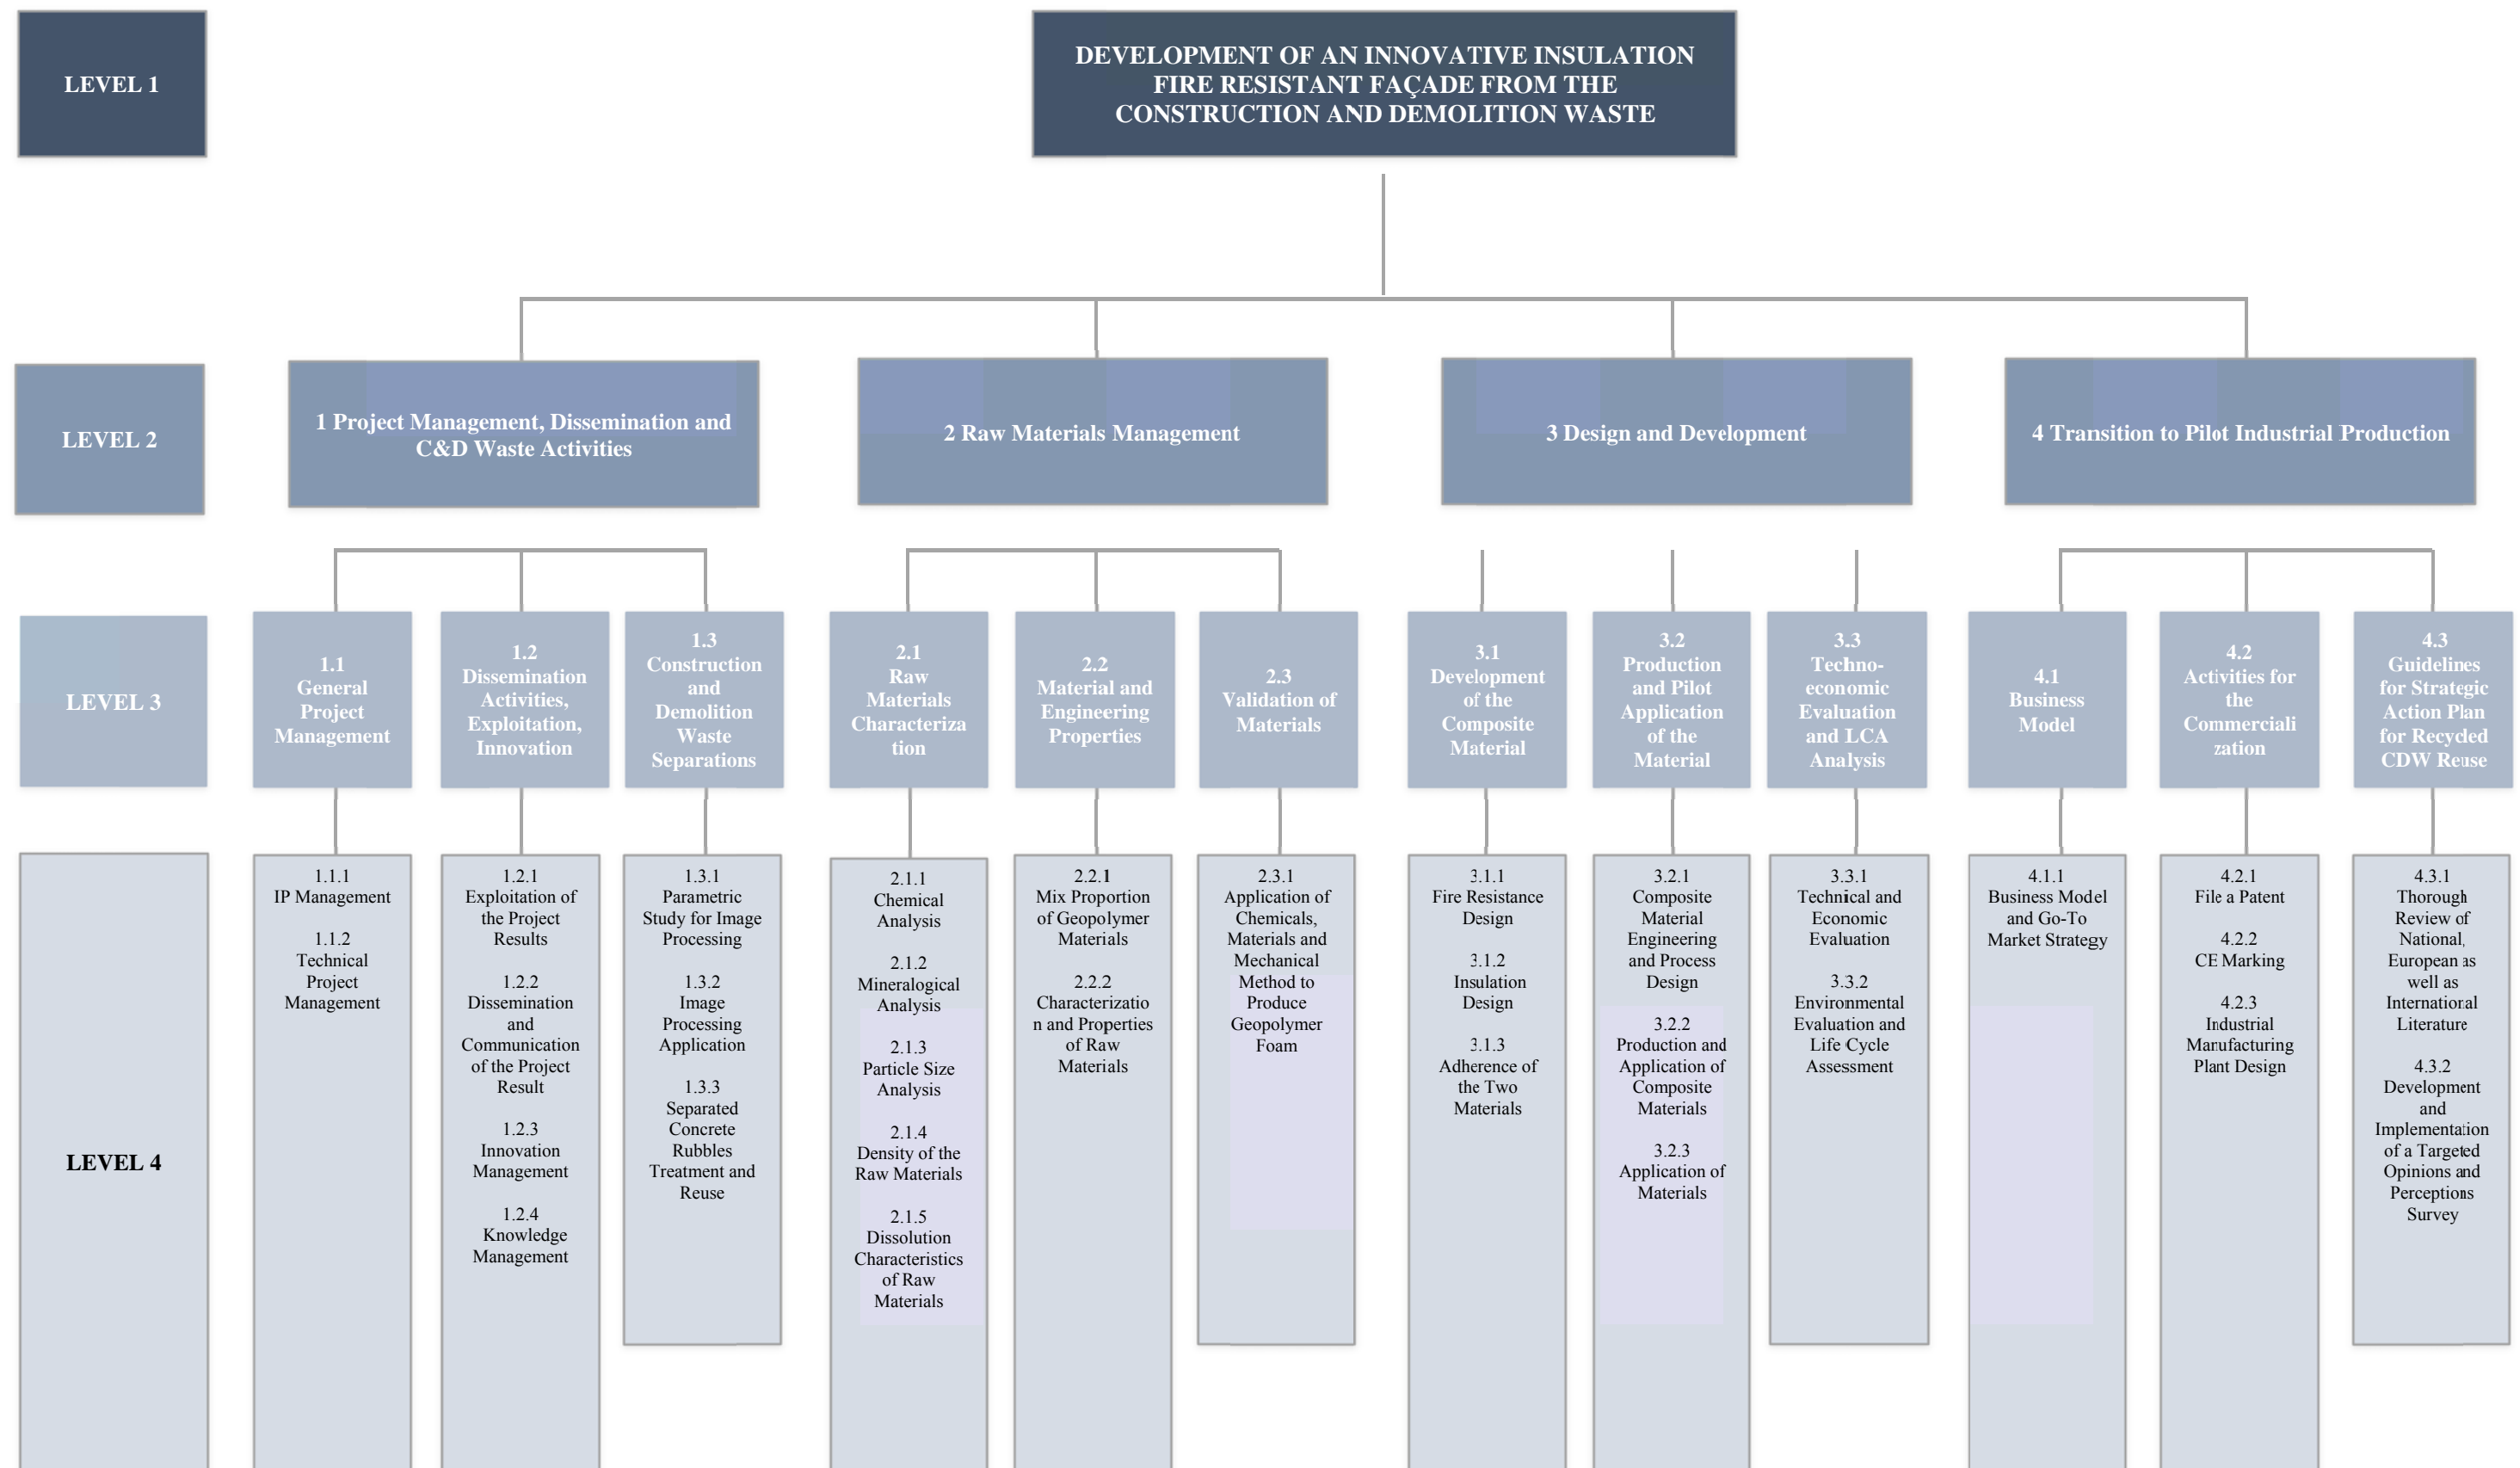 LEVEL 1
DEVELOPMENT OF AN INNOVATIVE INSULATION
FIRE RESISTANT FAÇADE FROM THE
CONSTRUCTION AND DEMOLITION WASTE
LEVEL 2
1 Project Management, Dissemination and
C&D Waste Activities
2 Raw Materials Management
3 Design and Development
4 Transition to Pilot Industrial Production
LEVEL 3
1.1
General
Project
Management
1.2
Dissemination
Activities,
Exploitation,
Innovation
1.3
Construction
and
Demolition
Waste
Separations
2.1
Raw
Materials
Characteriza
tion
2.2
Material and
Engineering
Properties
2.3
Validation of
Materials
3.1
Development
of the
Composite
Material
3.2
Production
and Pilot
Application
of the
Material
3.3
Techno-
economic
Evaluation
and LCA
Analysis
4.1
Business
Model
4.2
Activities for
the
Commerciali
zation
4.3
Guidelines
for Strategic
Action Plan
for Recycled
CDW Reuse
LEVEL 4
1.1.1
IP Management
1.1.2
Technical
Project
Management
1.2.1
Exploitation of
the Project
Results
1.2.2
Dissemination
and
Communication
of the Project
Result
1.2.3
Innovation
Management
1.2.4
Knowledge
Management
1.3.1
Parametric
Study for Image
Processing
1.3.2
Image
Processing
Application
1.3.3
Separated
Concrete
Rubbles
Treatment and
Reuse
2.1.1
Chemical
Analysis
2.1.2
Mineralogical
Analysis
2.1.3
Particle Size
Analysis
2.1.4
Density of the
Raw Materials
2.1.5
Dissolution
Characteristics
of Raw
Materials
2.2.1
Mix Proportion
of Geopolymer
Materials
2.2.2
Characterizatio
n and Properties
of Raw
Materials
2.3.1
Application of
Chemicals,
Materials and
Mechanical
Method to
Produce
Geopolymer
Foam
3.1.1
Fire Resistance
Design
3.1.2
Insulation
Design
3.1.3
Adherence of
the Two
Materials
3.2.1
Composite
Material
Engineering
and Process
Design
3.2.2
Production and
Application of
Composite
Materials
3.2.3
Application of
Materials
3.3.1
Technical and
Economic
Evaluation
3.3.2
Environmental
Evaluation and
Life Cycle
Assessment
4.1.1
Business Model
and Go-To
Market Strategy
4.2.1
File a Patent
4.2.2
CE Marking
4.2.3
Industrial
Manufacturing
Plant Design
4.3.1
Thorough
Review of
National,
European as
well as
International
Literature
4.3.2
Development
and
Implementation
of a Targeted
Opinions and
Perceptions
Survey